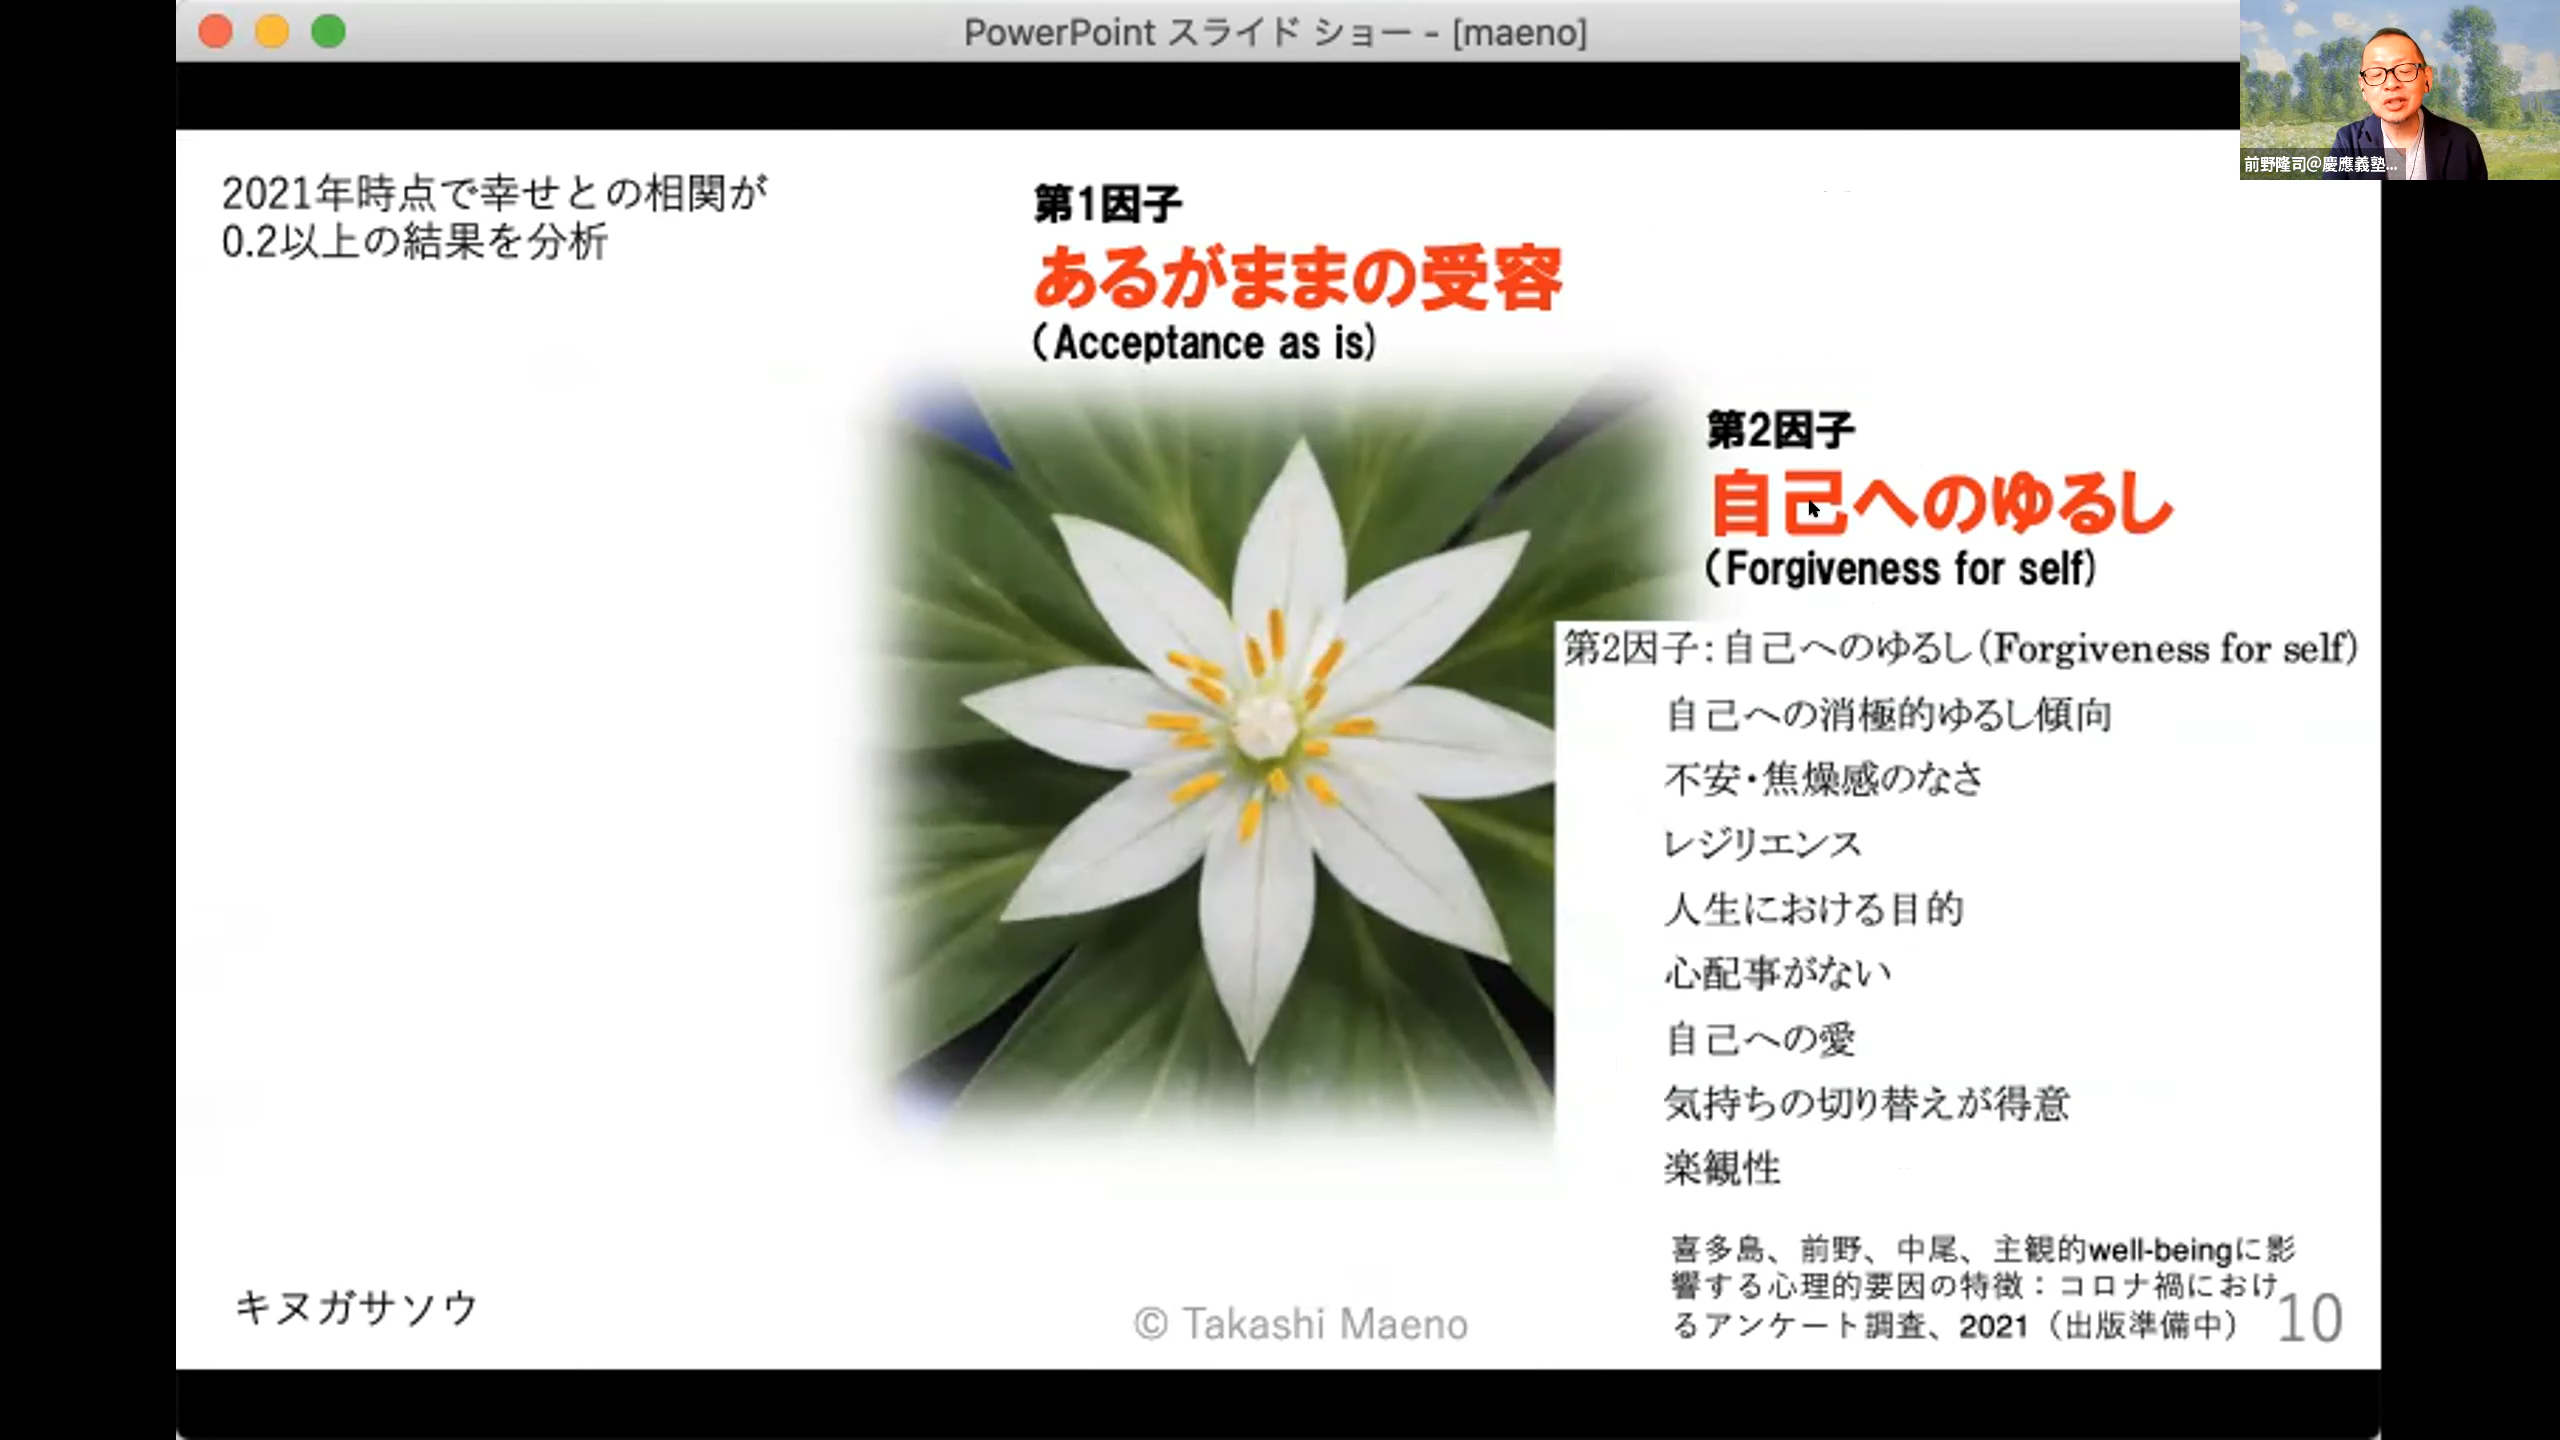 PowerPoint スライド ショー - [maeno]
前野隆司@慶應義塾...
2021年時点で幸せとの相関が
0.2以上の結果を分析
第1因子
あるがままの受容
(Acceptance as is)
第2因子
自己へのゆるし
(Forgiveness for self)
第2因子：自己へのゆるし（Forgiveness for self）
自己への消極的ゆるし傾向
不安・焦燥感のなさ
レジリエンス
人生における目的
心配事がない
自己への愛
気持ちの切り替えが得意
楽観性
喜多島、前野、中尾、主観的well-beingに影
響する心理的要因の特徴：コロナ禍におけ
るアンケート調査、2021（出版準備中）
10
キヌガサソウ
© Takashi Maeno